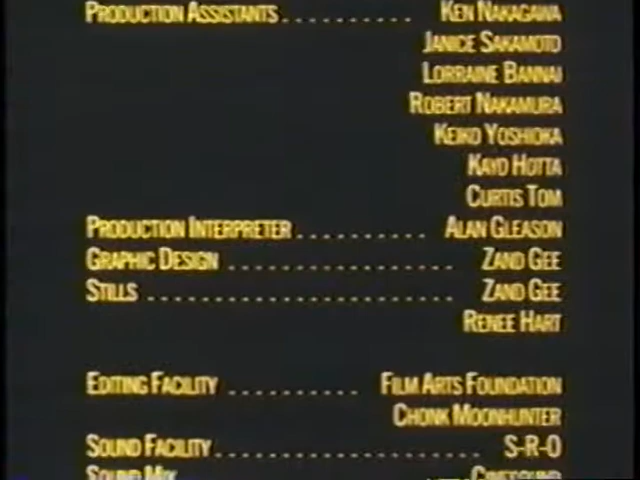 PRODUCTION ASSISTANTS .......... KEN NAKAGAWA
JANICE SAKAMOTO
LORRAINE BANNAI
ROBERT NAKAMURA
KEIKO YOSHIOKA
KAYO HOTTA
CURTIS TOM
PRODUCTION INTERPRETER .......... ALAN GLEASON
GRAPHIC DESIGN .................. ZAND GEE
STILLS ........................ ZAND GEE
RENEE HART
EDITING FACILITY .......... FILM ARTS FOUNDATION
CHONK MOONHUNTER
SOUND FACILITY ..................... S-R-O
SOUND MIX